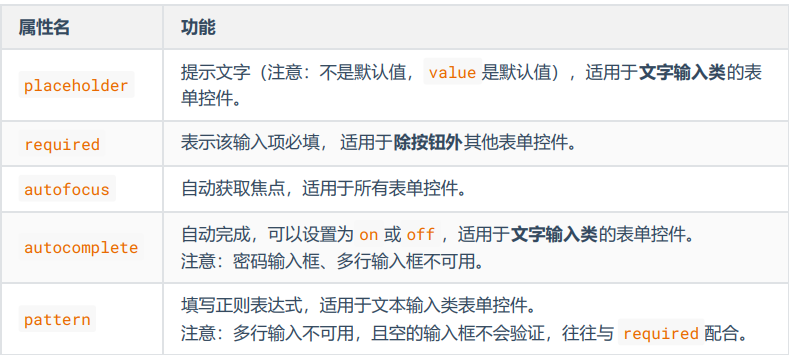 属性名 功能
placeholder 提示文字（注意：不是默认值， value 是默认值），适用于文字输入类的表
单控件。
required 表示该输入项必填， 适用于除按钮外其他表单控件。
autofocus 自动获取焦点，适用于所有表单控件。
autocomplete 自动完成，可以设置为 on 或 off ，适用于文字输入类的表单控件。
注意：密码输入框、多行输入框不可用。
pattern 填写正则表达式，适用于文本输入类表单控件。
注意：多行输入不可用，且空的输入框不会验证，往往与 required 配合。